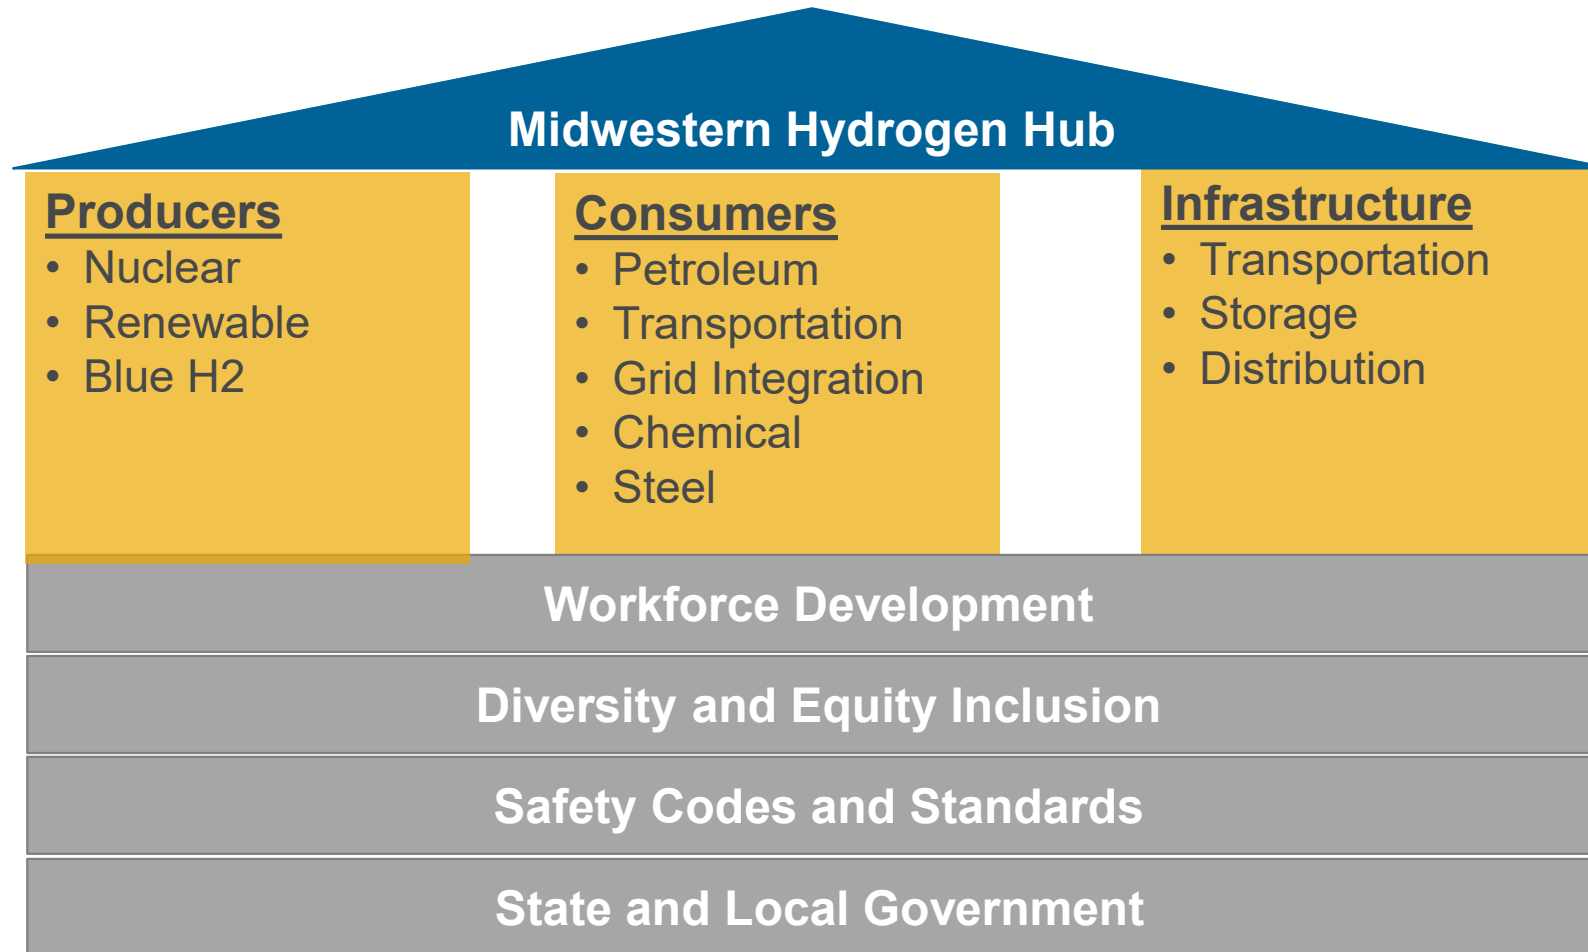 Midwestern Hydrogen Hub
Producers
• Nuclear
• Renewable
• Blue H2
Consumers
• Petroleum
• Transportation
• Grid Integration
• Chemical
• Steel
Infrastructure
• Transportation
• Storage
• Distribution
Workforce Development
Diversity and Equity Inclusion
Safety Codes and Standards
State and Local Government